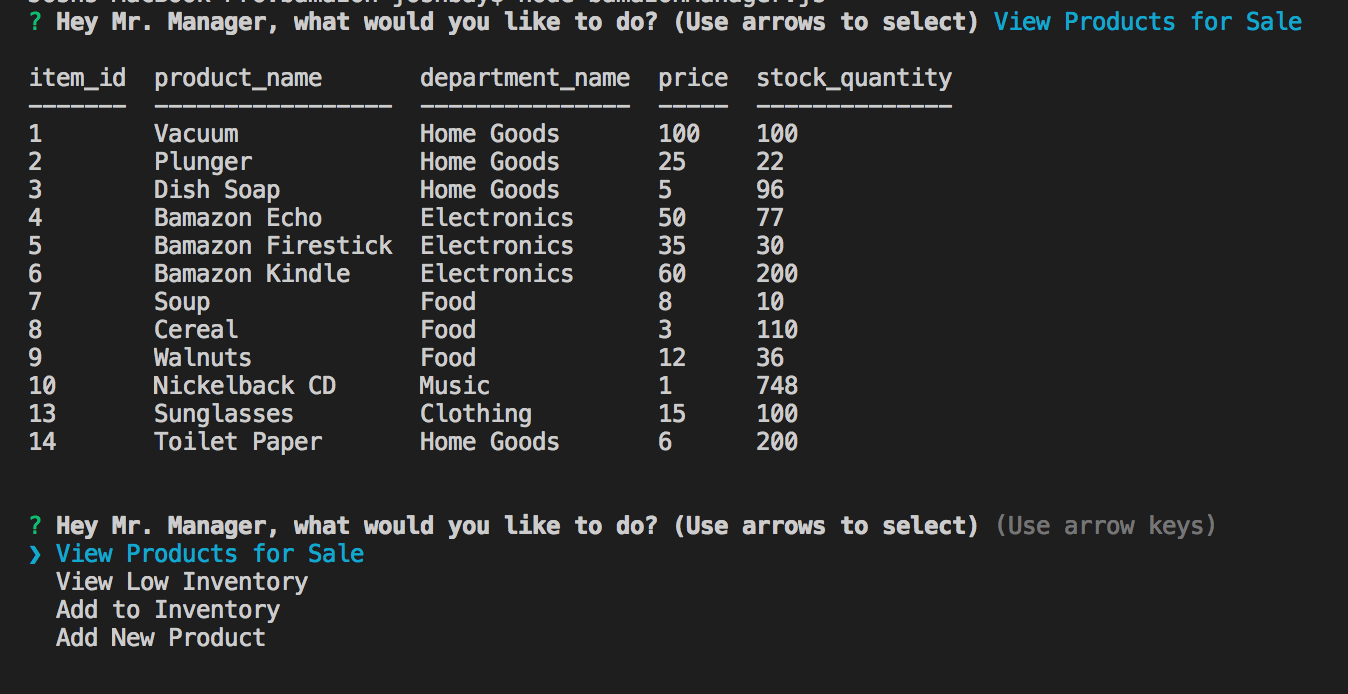 ? Hey Mr. Manager, what would you like to do? (Use arrows to select) View Products for Sale
item_id product_name department_name price stock_quantity
------- ----------------- --------------- ----- --------------
1 Vacuum Home Goods 100 100
2 Plunger Home Goods 25 22
3 Dish Soap Home Goods 5 96
4 Bamazon Echo Electronics 50 77
5 Bamazon Firestick Electronics 35 30
6 Bamazon Kindle Electronics 60 200
7 Soup Food 8 10
8 Cereal Food 3 110
9 Walnuts Food 12 36
10 Nickelback CD Music 1 748
13 Sunglasses Clothing 15 100
14 Toilet Paper Home Goods 6 200
? Hey Mr. Manager, what would you like to do? (Use arrows to select) (Use arrow keys)
❯ View Products for Sale
View Low Inventory
Add to Inventory
Add New Product